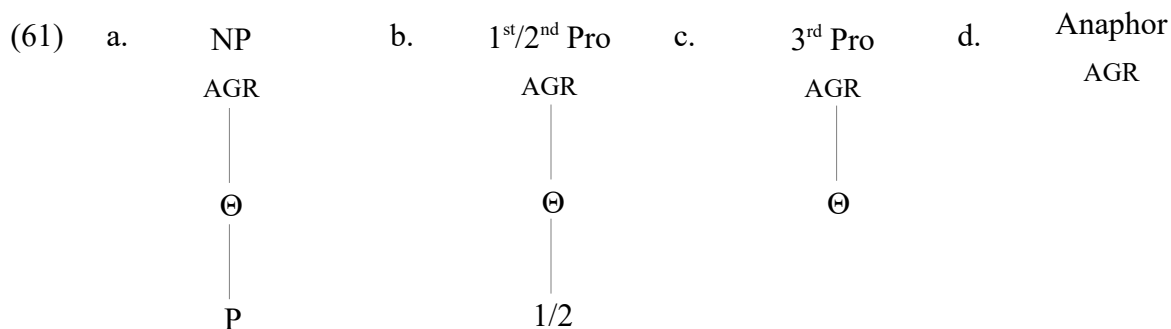 (61) a. NP b. 1st/2nd Pro c. 3rd Pro d. Anaphor
AGR AGR AGR AGR
Θ Θ Θ
P 1/2